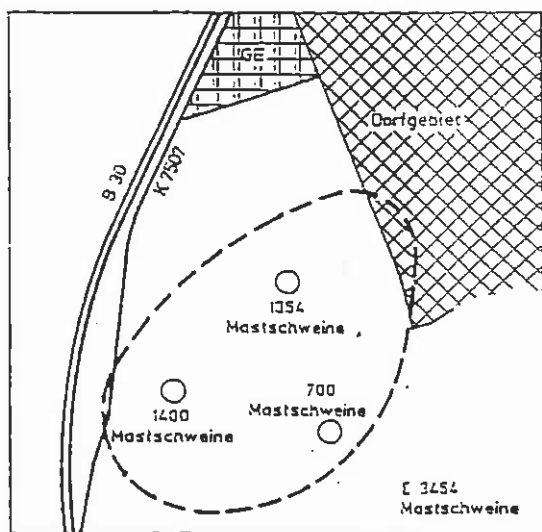 GE
Dorfgebiet
B 30
K 7507
1354
Mastschweine
1400
Mastschweine
700
Mastschweine
Σ 3454
Mastschweine